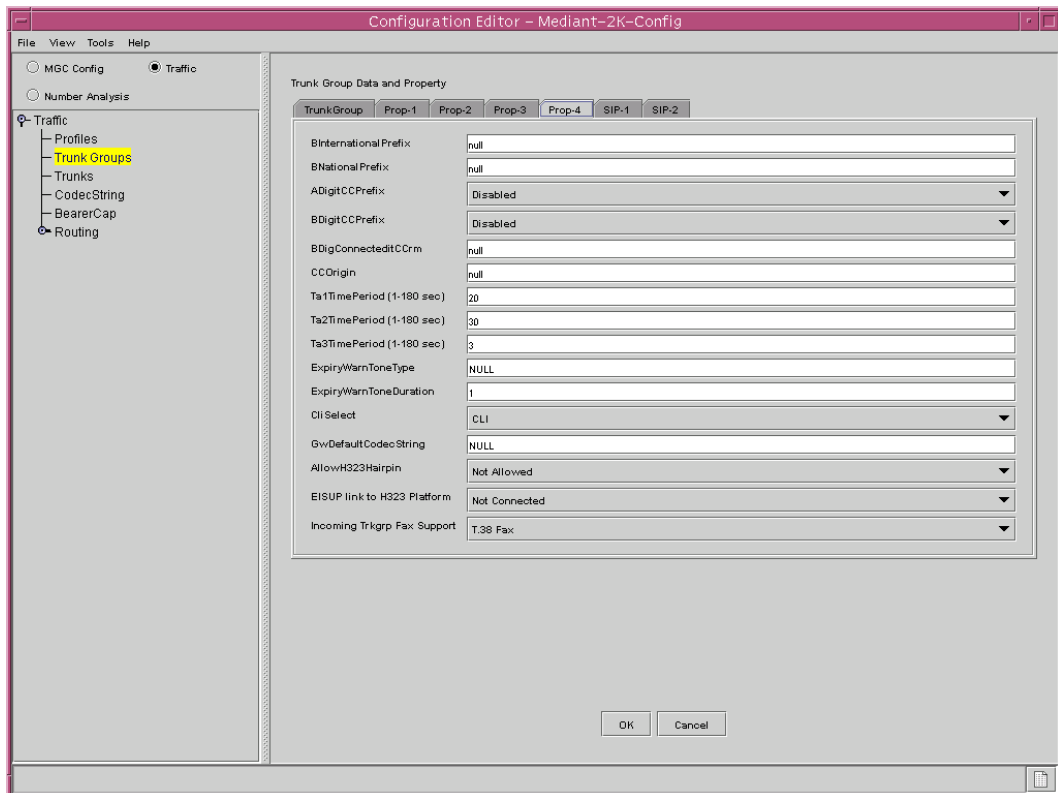 Configuration Editor – Mediant–2K–Config
File View Tools Help
MGC Config Traffic
Number Analysis
Traffic
Profiles
Trunk Groups
Trunks
CodecString
BearerCap
Routing
Trunk Group Data and Property
TrunkGroup Prop-1 Prop-2 Prop-3 Prop-4 SIP-1 SIP-2
BInternationalPrefix null
BNationalPrefix null
ADigitCCPrefix Disabled
BDigitCCPrefix Disabled
BDigConnecteditCCrm null
CCOrigin null
Ta1TimePeriod (1-180 sec) 20
Ta2TimePeriod (1-180 sec) 30
Ta3TimePeriod (1-180 sec) 3
ExpiryWarnToneType NULL
ExpiryWarnToneDuration 1
CliSelect CLI
GwDefaultCodecString NULL
AllowH323Hairpin Not Allowed
EISUP link to H323 Platform Not Connected
Incoming Trkgrp Fax Support T.38 Fax
OK Cancel